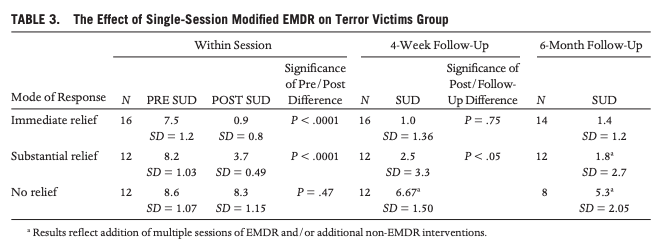 TABLE 3. The Effect of Single-Session Modified EMDR on Terror Victims Group
Within Session 4-Week Follow-Up 6-Month Follow-Up
Significance Significance of
of Pre/Post Post/Follow-
Mode of Response N PRE SUD POST SUD Difference N SUD Up Difference N SUD
Immediate relief 16 7.5 0.9 P < .0001 16 1.0 P = .75 14 1.4
SD = 1.2 SD = 0.8 SD = 1.36 SD = 1.2
Substantial relief 12 8.2 3.7 P < .0001 12 2.5 P < .05 12 1.8ᵃ
SD = 1.03 SD = 0.49 SD = 3.3 SD = 2.7
No relief 12 8.6 8.3 P = .47 12 6.67ᵃ 8 5.3ᵃ
SD = 1.07 SD = 1.15 SD = 1.50 SD = 2.05
ᵃ Results reflect addition of multiple sessions of EMDR and/or additional non-EMDR interventions.